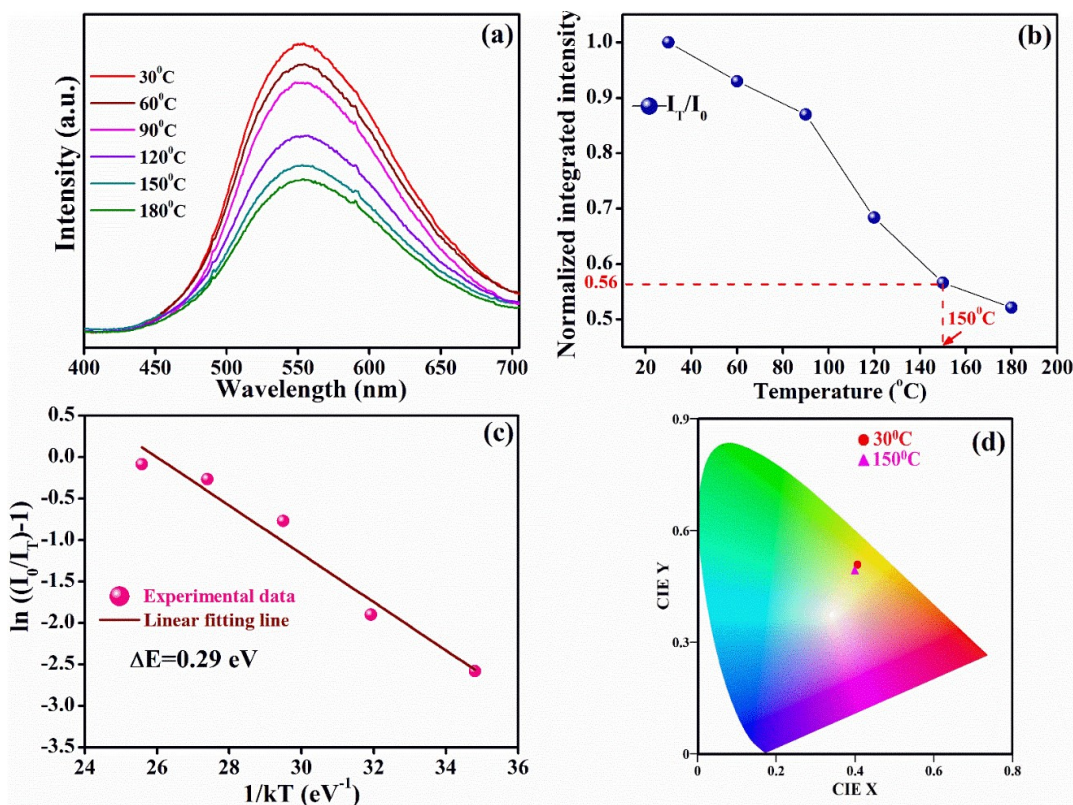 (a)
30⁰C
60⁰C
90⁰C
120⁰C
150⁰C
180⁰C
Intensity (a.u.)
400 450 500 550 600 650 700
Wavelength (nm)
(b)
I_T/I_0
Normalized integrated intensity
1.0
0.9
0.8
0.7
0.6
0.56
0.5
150⁰C
20 40 60 80 100 120 140 160 180 200
Temperature (°C)
(c)
ln ((I_0/I_T)-1)
0.5
0.0
-0.5
-1.0
-1.5
-2.0
-2.5
-3.0
-3.5
Experimental data
Linear fitting line
ΔE=0.29 eV
24 26 28 30 32 34 36
1/kT (eV⁻¹)
(d)
30⁰C
150⁰C
CIE Y
0.9
0.6
0.3
0
0 0.2 0.4 0.6 0.8
CIE X